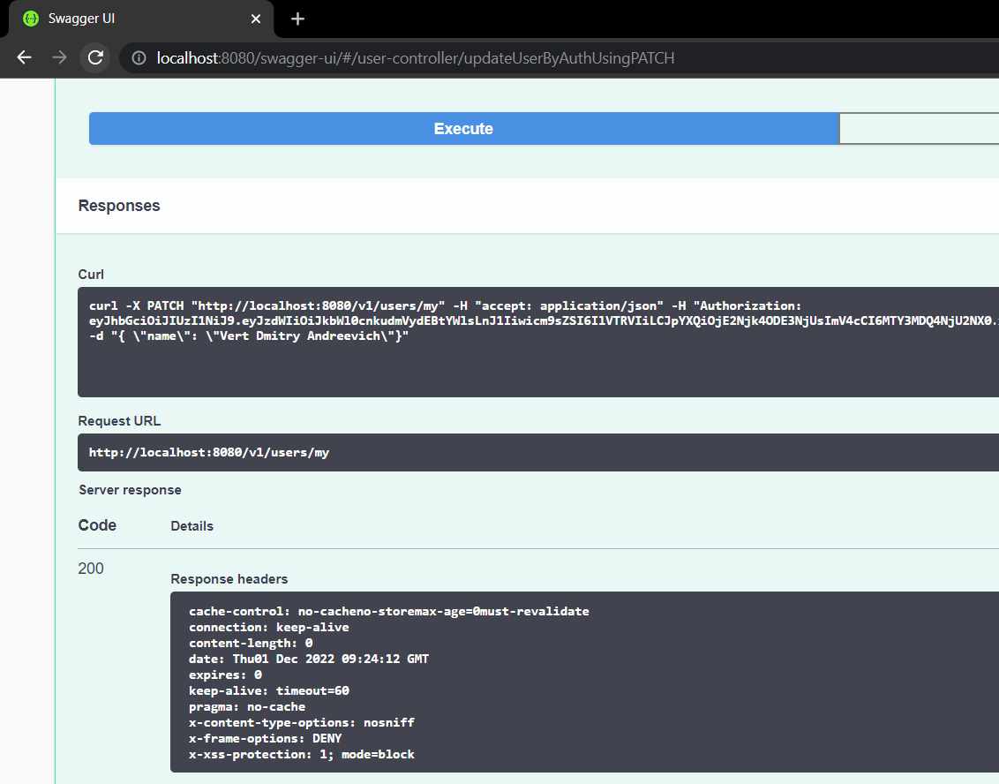 Swagger UI
localhost:8080/swagger-ui/#/user-controller/updateUserByAuthUsingPATCH
Execute
Responses
Curl
curl -X PATCH "http://localhost:8080/v1/users/my" -H "accept: application/json" -H "Authorization:
eyJhbGciOiJIUzI1NiJ9.eyJzdWIiOiJkbWl0cnkudmVydEBtYWlsLnJ1Iiwicm9sZSI6IlVTRVIiLCJpYXQiOjE2Njk4ODE3NjUsImV4cCI6MTY3MDQ4NjU2NX0.
-d "{ \"name\": \"Vert Dmitry Andreevich\"}"
Request URL
http://localhost:8080/v1/users/my
Server response
Code Details
200
Response headers
cache-control: no-cacheno-storemax-age=0must-revalidate
connection: keep-alive
content-length: 0
date: Thu01 Dec 2022 09:24:12 GMT
expires: 0
keep-alive: timeout=60
pragma: no-cache
x-content-type-options: nosniff
x-frame-options: DENY
x-xss-protection: 1; mode=block